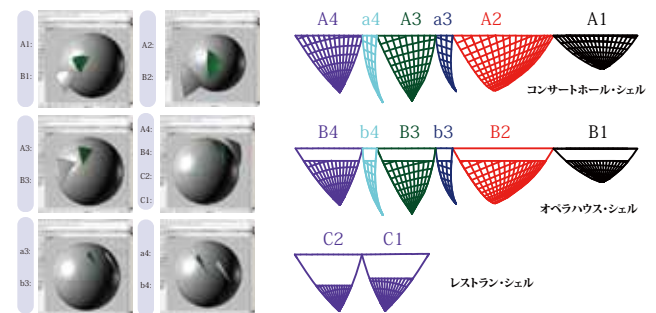 A1:
B1:
A2:
B2:
A3:
B3:
A4:
B4:
C2:
C1:
a3:
b3:
a4:
b4:
A4 a4 A3 a3 A2 A1
コンサートホール・シェル
B4 b4 B3 b3 B2 B1
オペラハウス・シェル
C2 C1
レストラン・シェル